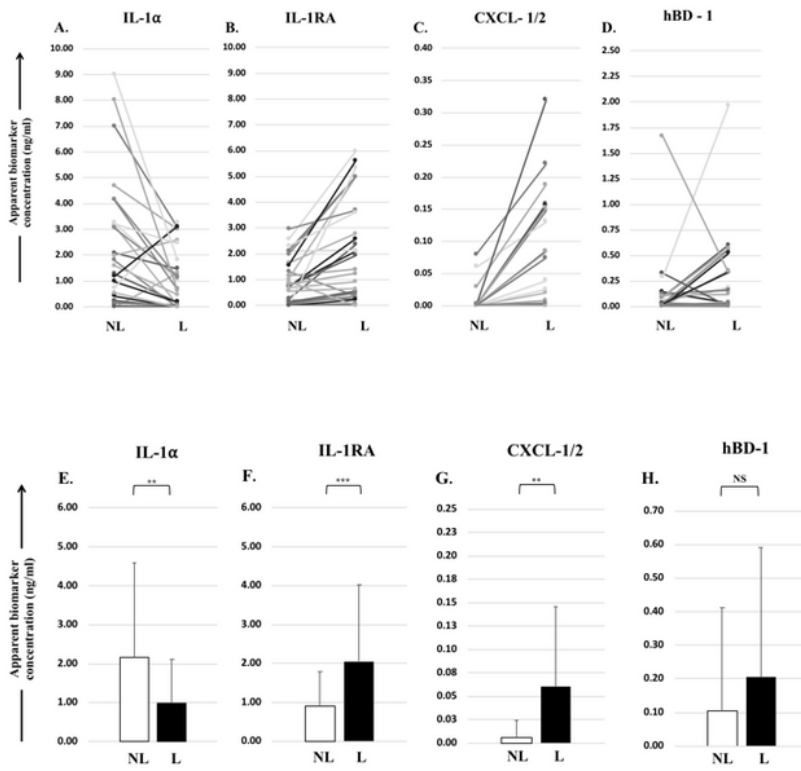 IL-1α
IL-1RA
CXCL- 1/2
hBD - 1
A.
B.
C.
D.
Apparent biomarker
concentration (ng/ml)
10.00
9.00
8.00
7.00
6.00
5.00
4.00
3.00
2.00
1.00
0.00
NL
L
10.00
9.00
8.00
7.00
6.00
5.00
4.00
3.00
2.00
1.00
0.00
NL
L
0.40
0.35
0.30
0.25
0.20
0.15
0.10
0.05
0.00
NL
L
2.50
2.25
2.00
1.75
1.50
1.25
1.00
0.75
0.50
0.25
0.00
NL
L
IL-1α
IL-1RA
CXCL-1/2
hBD-1
E.
F.
G.
H.
Apparent biomarker
concentration (ng/ml)
**
6.00
5.00
4.00
3.00
2.00
1.00
0.00
NL
L
***
6.00
5.00
4.00
3.00
2.00
1.00
0.00
NL
L
**
0.25
0.23
0.20
0.18
0.15
0.13
0.10
0.08
0.05
0.03
0.00
NL
L
NS
0.70
0.60
0.50
0.40
0.30
0.20
0.10
0.00
NL
L